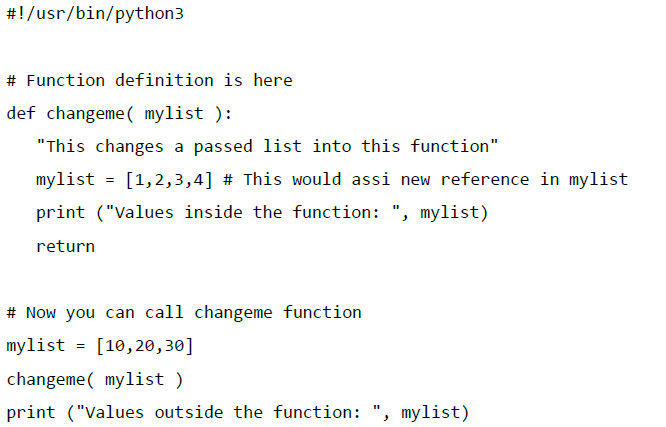 #!/usr/bin/python3
# Function definition is here
def changeme( mylist ):
   "This changes a passed list into this function"
   mylist = [1,2,3,4] # This would assi new reference in mylist
   print ("Values inside the function: ", mylist)
   return
# Now you can call changeme function
mylist = [10,20,30]
changeme( mylist )
print ("Values outside the function: ", mylist)